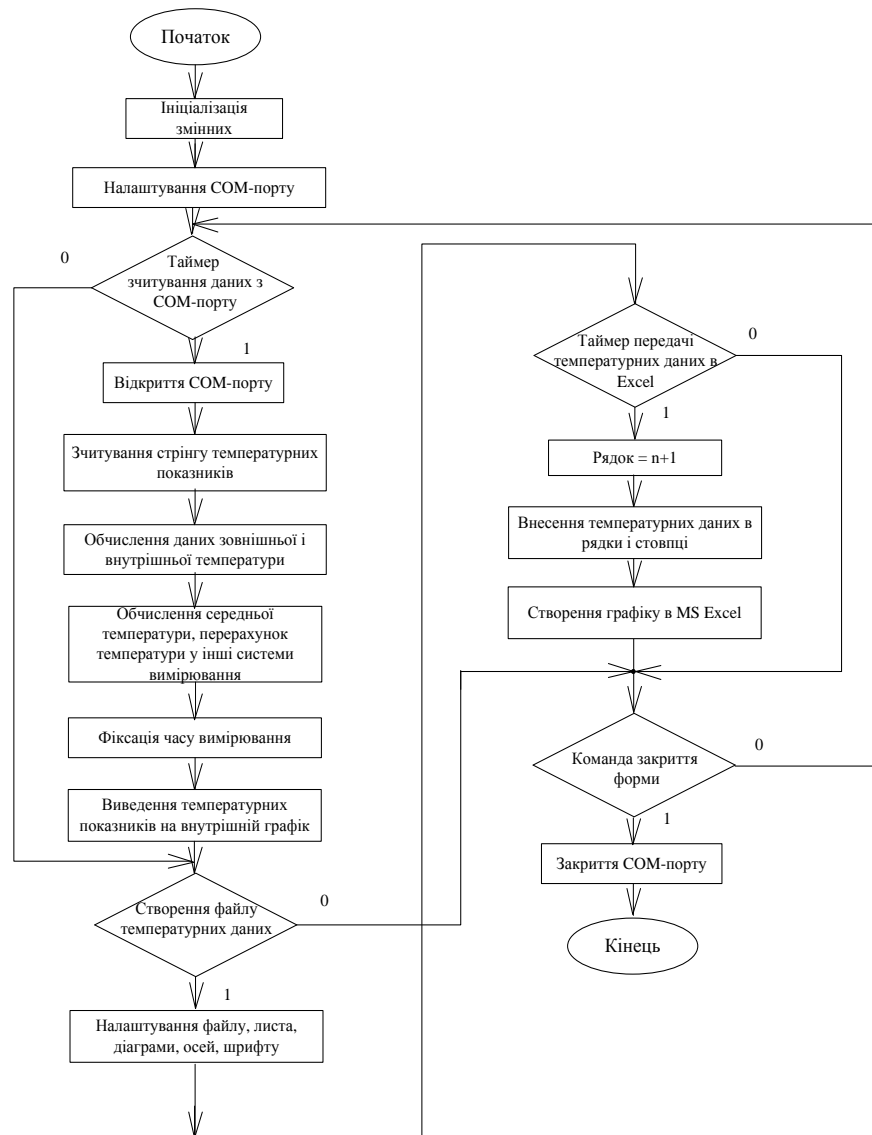 Початок
Ініціалізація
змінних
Налаштування COM-порту
0
Таймер
зчитування даних з
COM-порту
1
Відкриття COM-порту
Зчитування стрінгу температурних
показників
Обчислення даних зовнішньої і
внутрішньої температури
Обчислення середньої
температури, перерахунок
температури у інші системи
вимірювання
Фіксація часу вимірювання
Виведення температурних
показників на внутрішній графік
Створення файлу
температурних даних
0
1
Налаштування файлу, листа,
діаграми, осей, шрифту
Таймер передачі
температурних даних в
Excel
0
1
Рядок = n+1
Внесення температурних даних в
рядки і стовпці
Створення графіку в MS Excel
Команда закриття
форми
0
1
Закриття COM-порту
Кінець